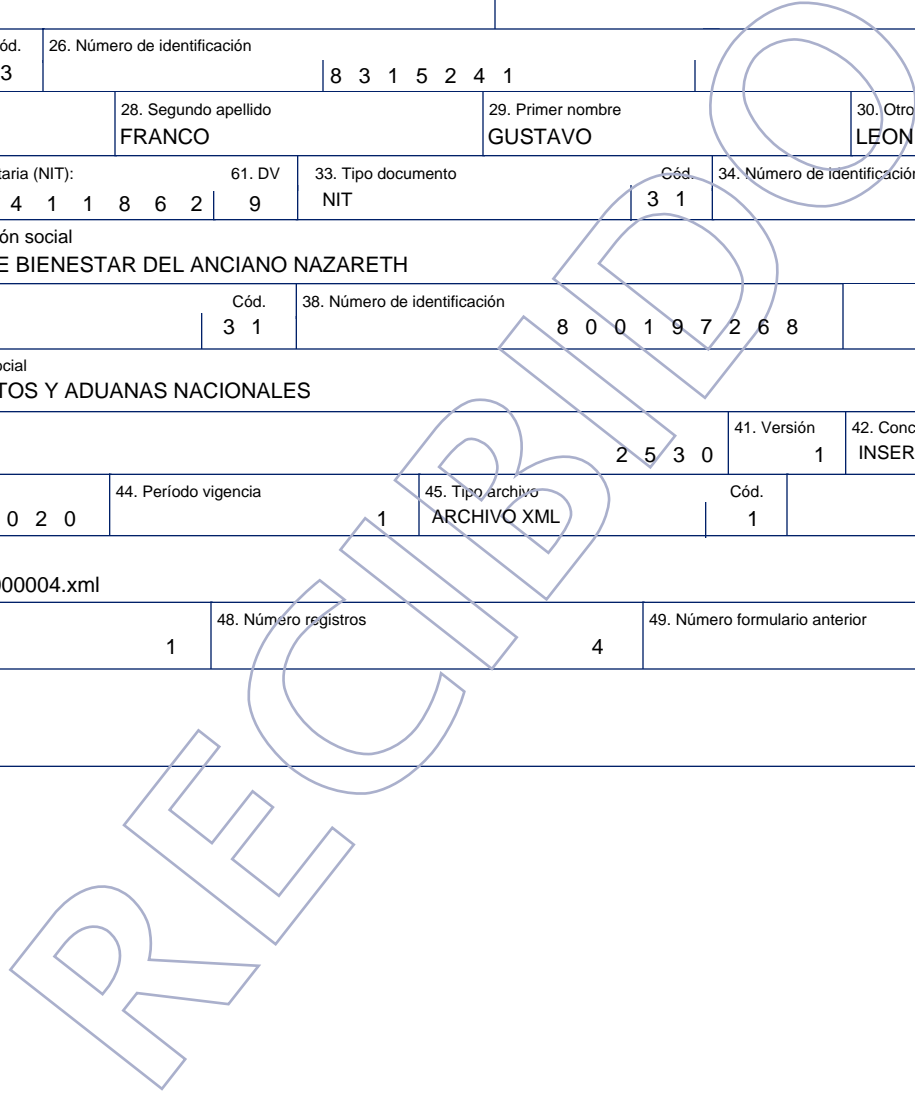 ód. 26. Número de identificación
3 8 3 1 5 2 4 1
28. Segundo apellido 29. Primer nombre 30. Otro
FRANCO GUSTAVO LEON
taria (NIT): 61. DV 33. Tipo documento Cód. 34. Número de identificación
4 1 1 8 6 2 9 NIT 3 1
ón social
E BIENESTAR DEL ANCIANO NAZARETH
Cód. 38. Número de identificación
3 1 8 0 0 1 9 7 2 6 8
ocial
TOS Y ADUANAS NACIONALES
41. Versión 42. Conc
2 5 3 0 1 INSER
44. Período vigencia 45. Tipo archivo Cód.
0 2 0 1 ARCHIVO XML 1
000004.xml
48. Número registros 49. Número formulario anterior
1 4
RECIBIDO